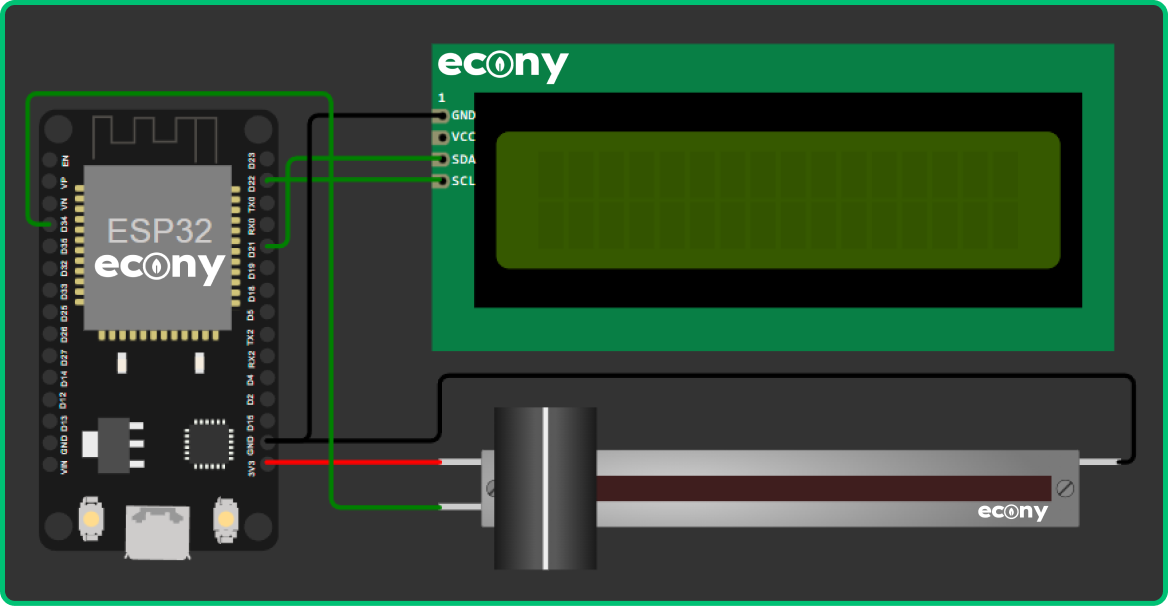 econy
1
GND
VCC
SDA
SCL
EN
VP
VN
D34
D35
D32
D33
D25
D26
D27
D14
D12
D13
GND
VIN
ESP32
econy
D23
D22
TX0
RX0
D21
D19
D18
D5
TX2
RX2
D4
D2
D15
GND
3V3
econy